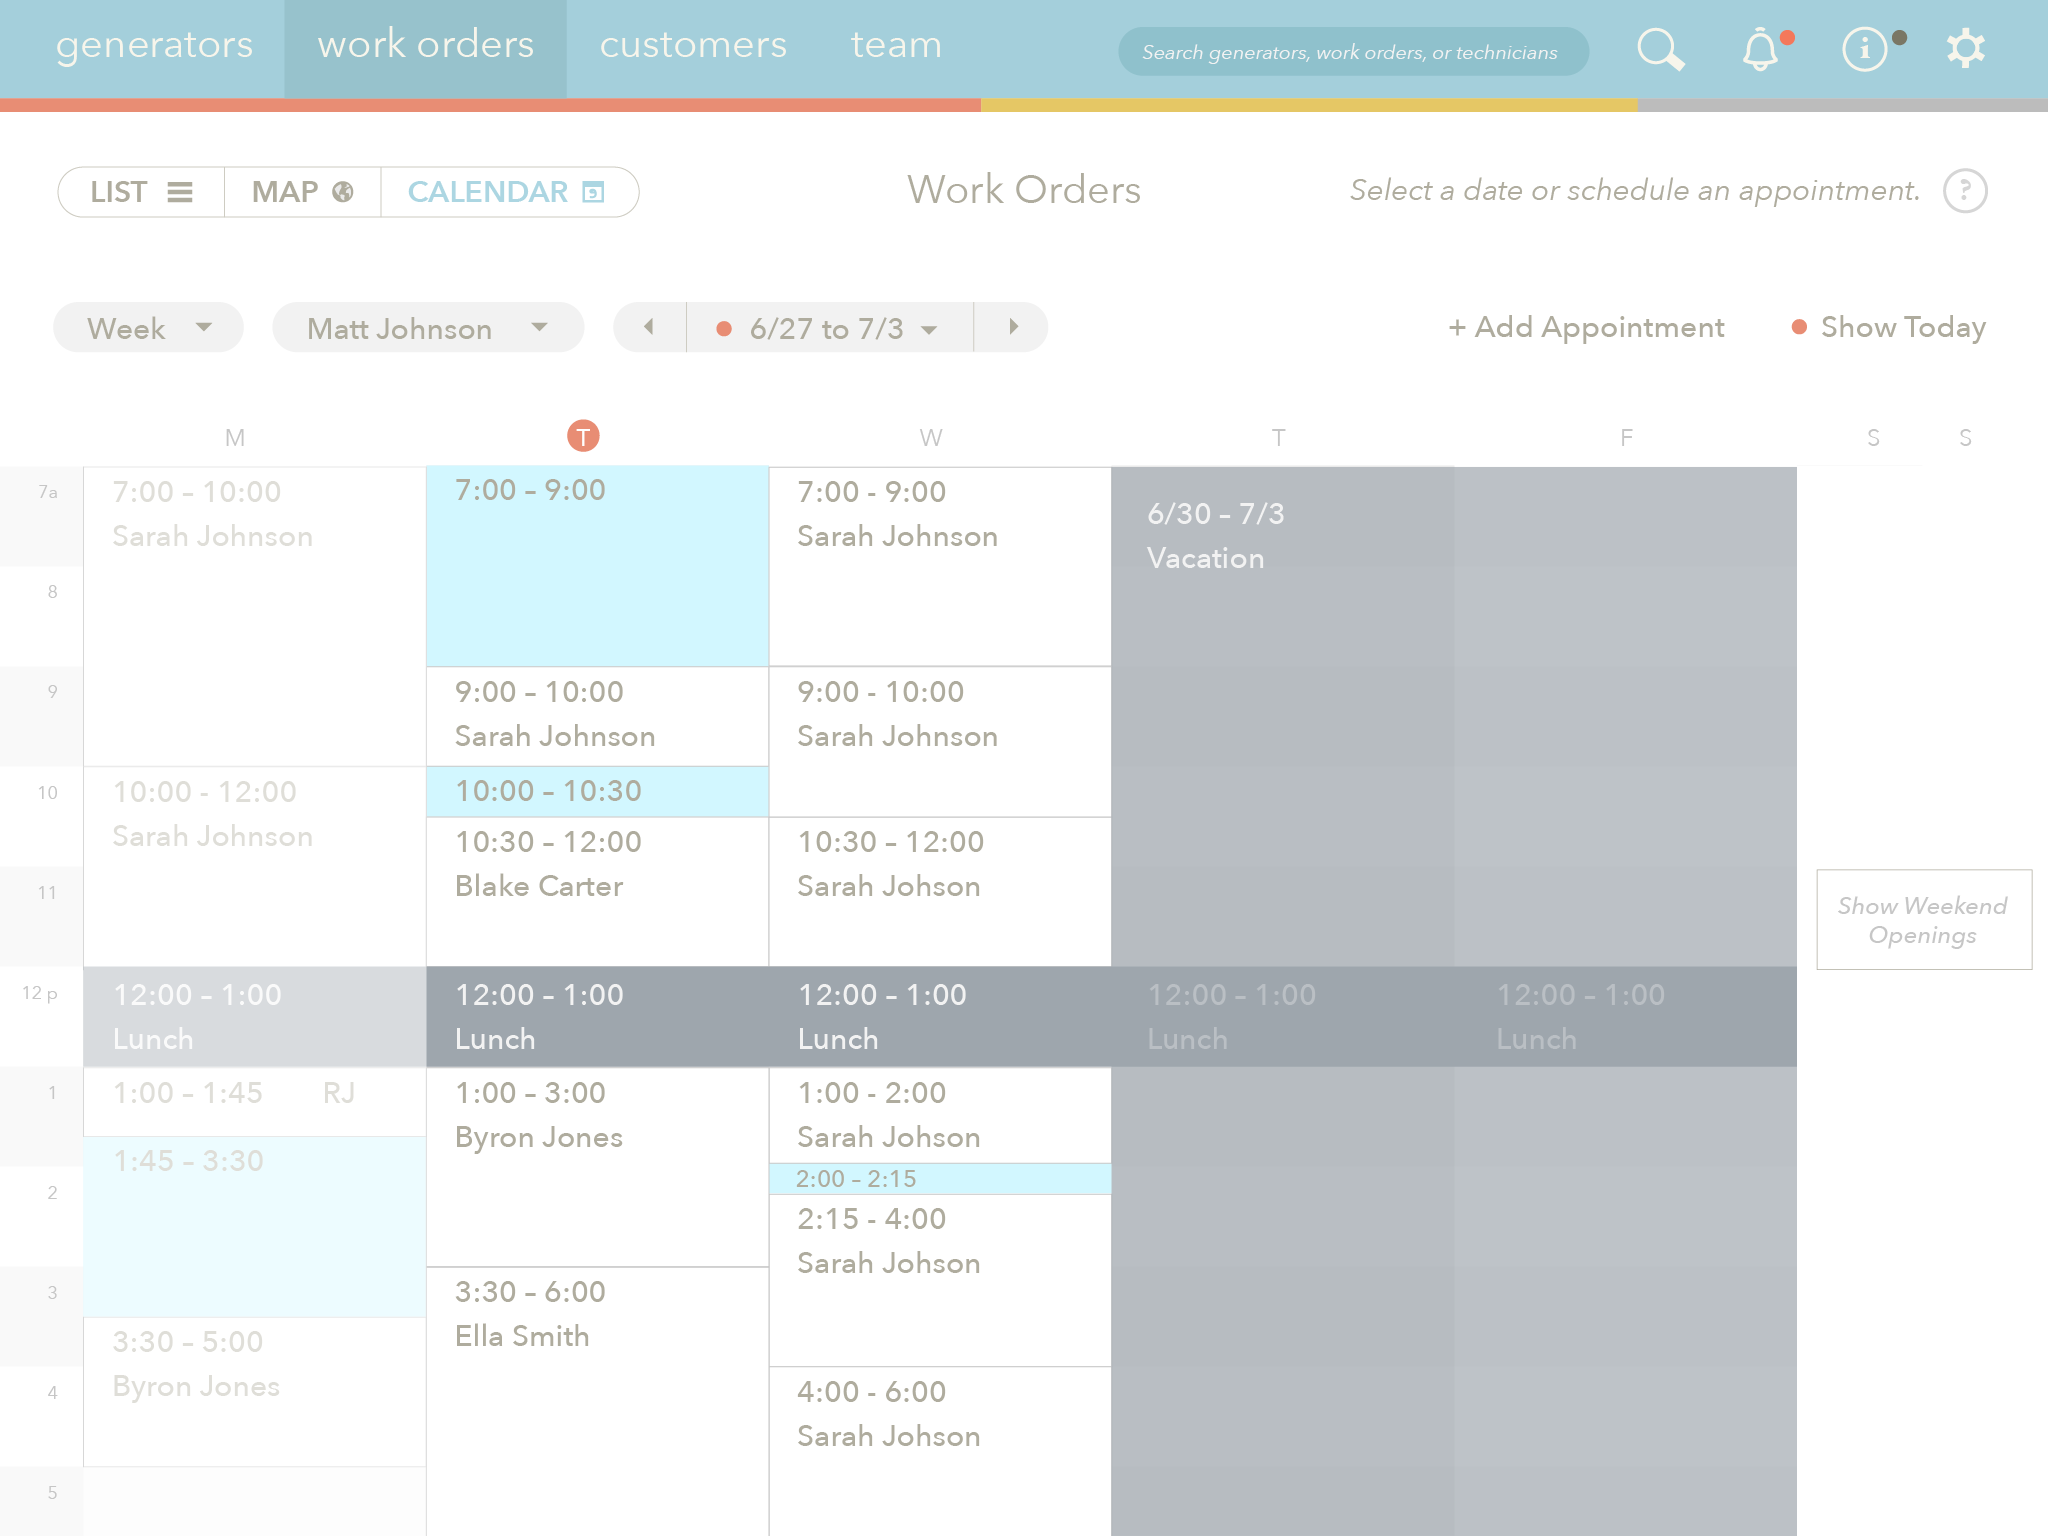 generators work orders customers team Search generators, work orders, or technicians
LIST MAP CALENDAR Work Orders Select a date or schedule an appointment. ?
Week Matt Johnson 6/27 to 7/3 + Add Appointment Show Today
M T W T F S S
7a
8
9
10
11
12 p
1
2
3
4
5
7:00 – 10:00
Sarah Johnson
10:00 - 12:00
Sarah Johnson
12:00 – 1:00
Lunch
1:00 – 1:45 RJ
1:45 – 3:30
3:30 – 5:00
Byron Jones
7:00 – 9:00
9:00 – 10:00
Sarah Johnson
10:00 – 10:30
10:30 – 12:00
Blake Carter
12:00 – 1:00
Lunch
1:00 – 3:00
Byron Jones
3:30 – 6:00
Ella Smith
7:00 - 9:00
Sarah Johnson
9:00 - 10:00
Sarah Johnson
10:30 – 12:00
Sarah Johson
12:00 – 1:00
Lunch
1:00 - 2:00
Sarah Johson
2:00 – 2:15
2:15 - 4:00
Sarah Johson
4:00 - 6:00
Sarah Johson
6/30 – 7/3
Vacation
12:00 – 1:00
Lunch
12:00 – 1:00
Lunch
Show Weekend
Openings